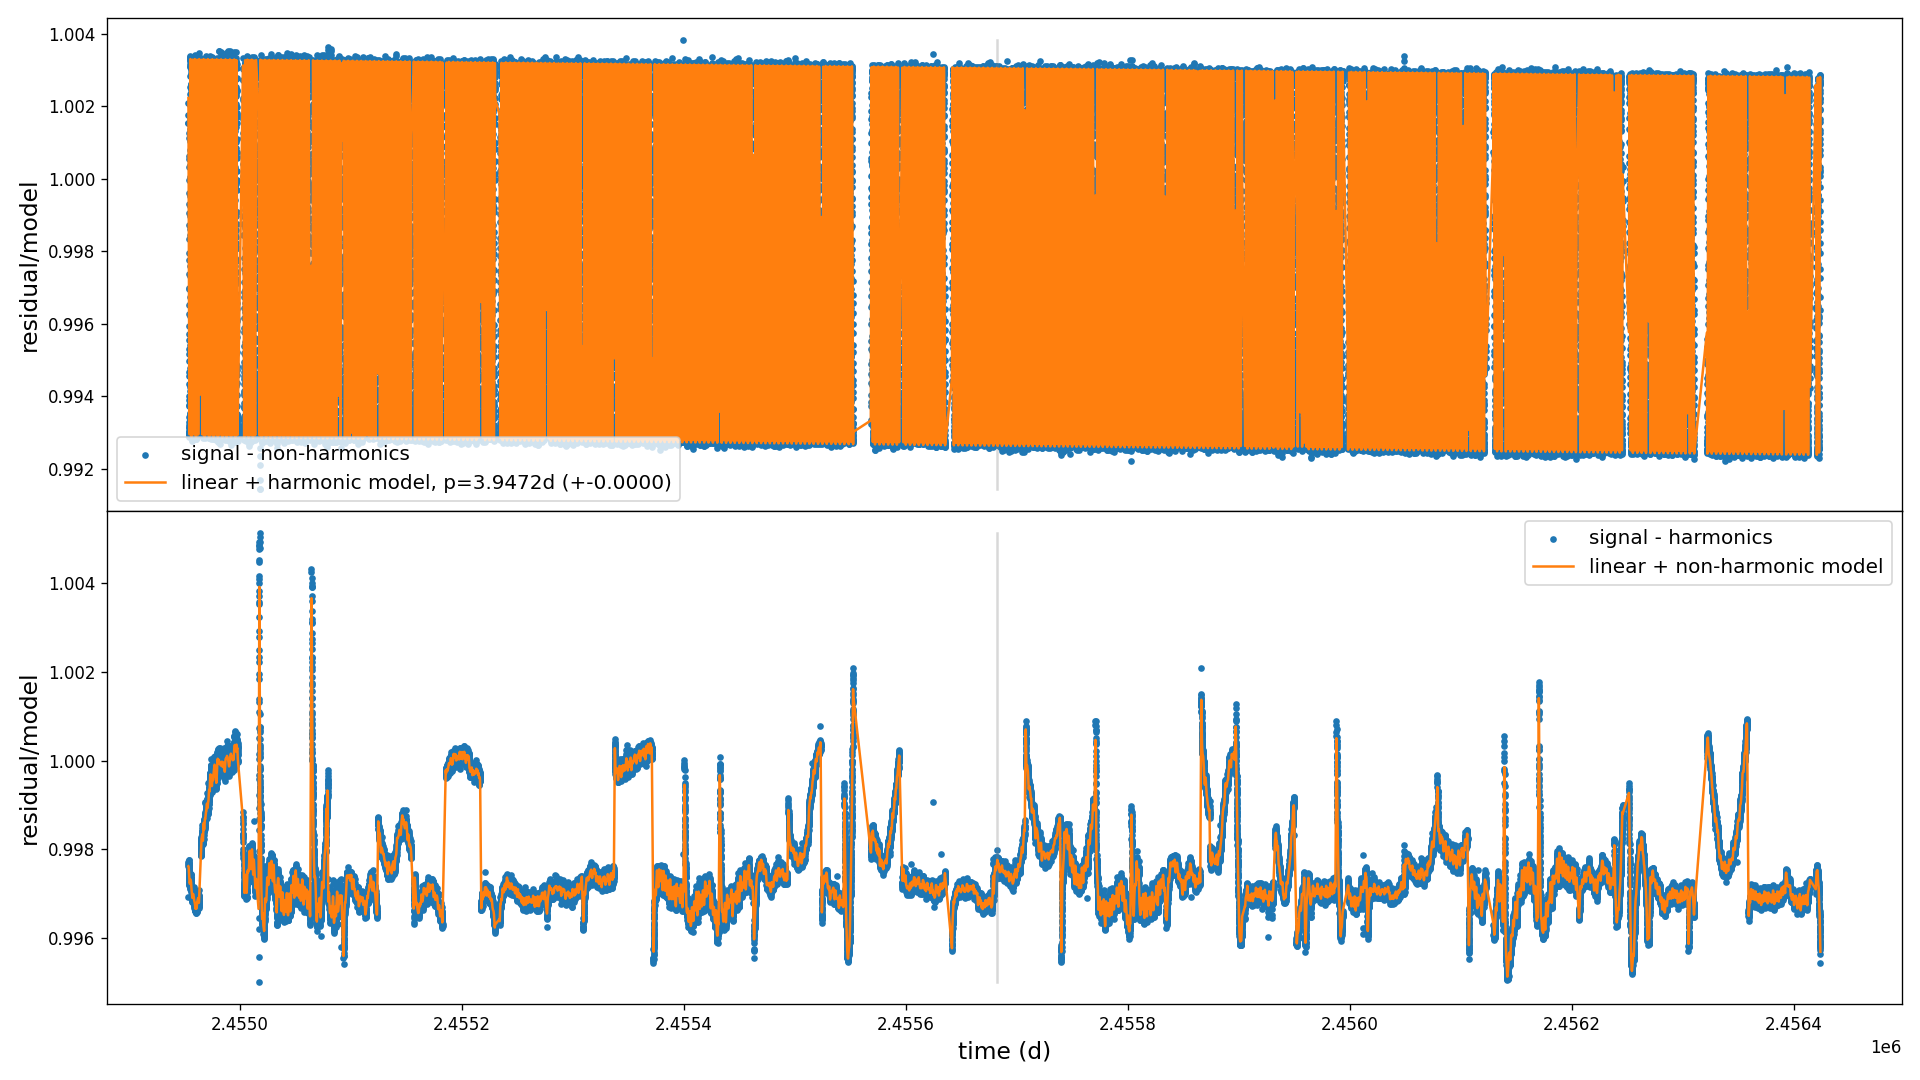 1.004
1.002
1.000
0.998
0.996
0.994
0.992
residual/model
signal - non-harmonics
linear + harmonic model, p=3.9472d (+-0.0000)
signal - harmonics
linear + non-harmonic model
1.004
1.002
1.000
0.998
0.996
residual/model
2.4550 2.4552 2.4554 2.4556 2.4558 2.4560 2.4562 2.4564
1e6
time (d)